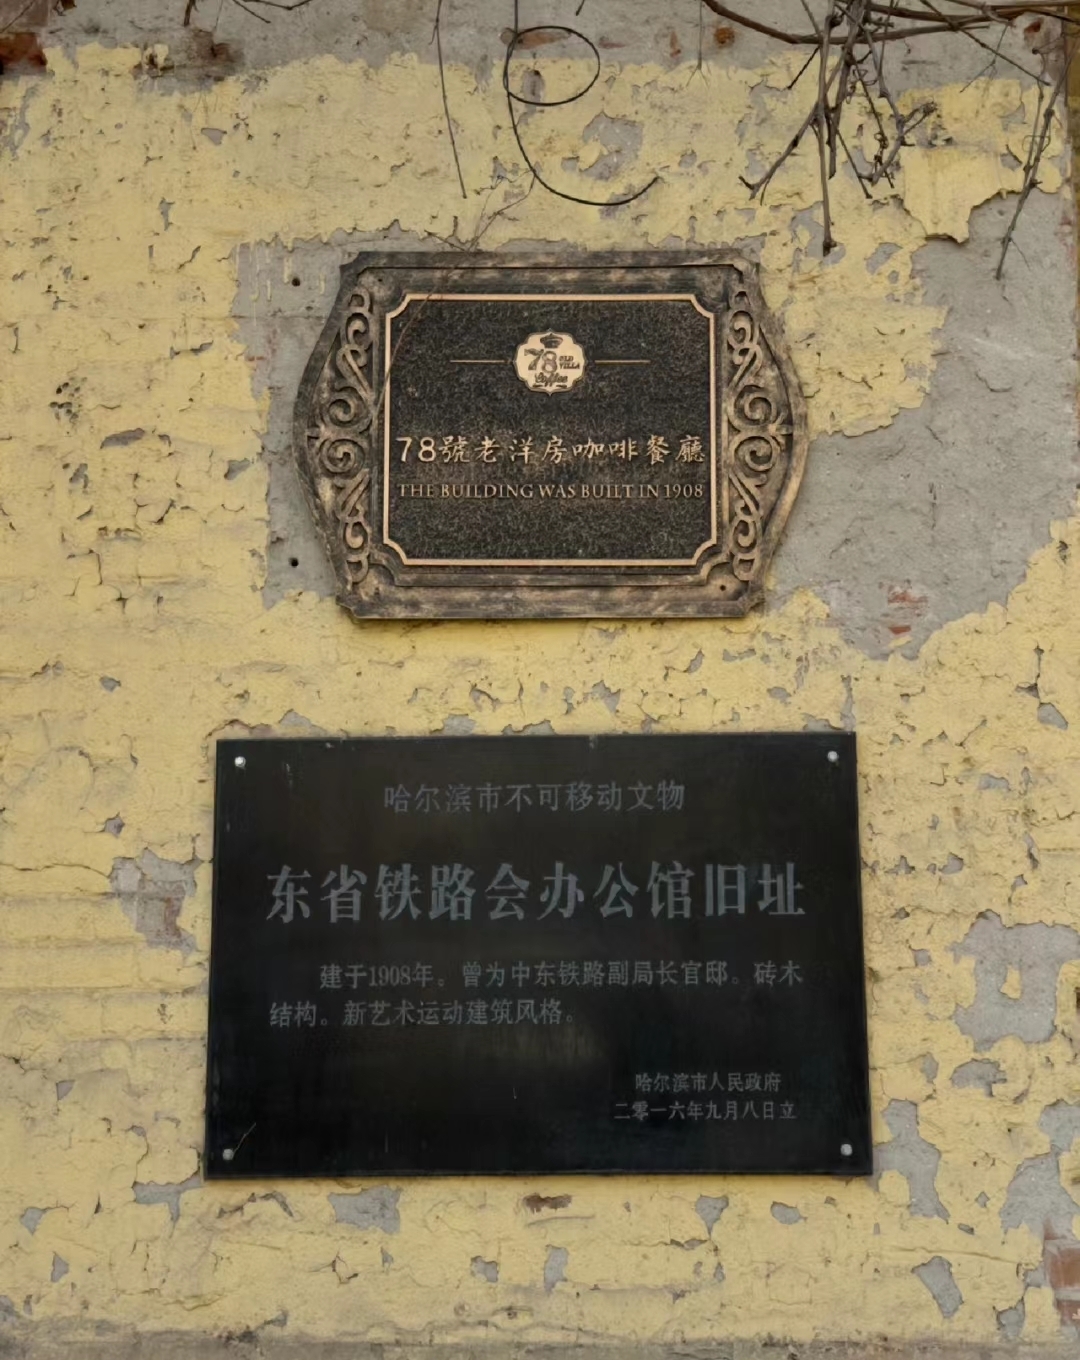 78 OLD VILLA
Coffee
78號老洋房咖啡餐廳
THE BUILDING WAS BUILT IN 1908
哈尔滨市不可移动文物
东省铁路会办公馆旧址
建于1908年。曾为中东铁路副局长官邸。砖木
结构。新艺术运动建筑风格。
哈尔滨市人民政府
二零一六年九月八日立